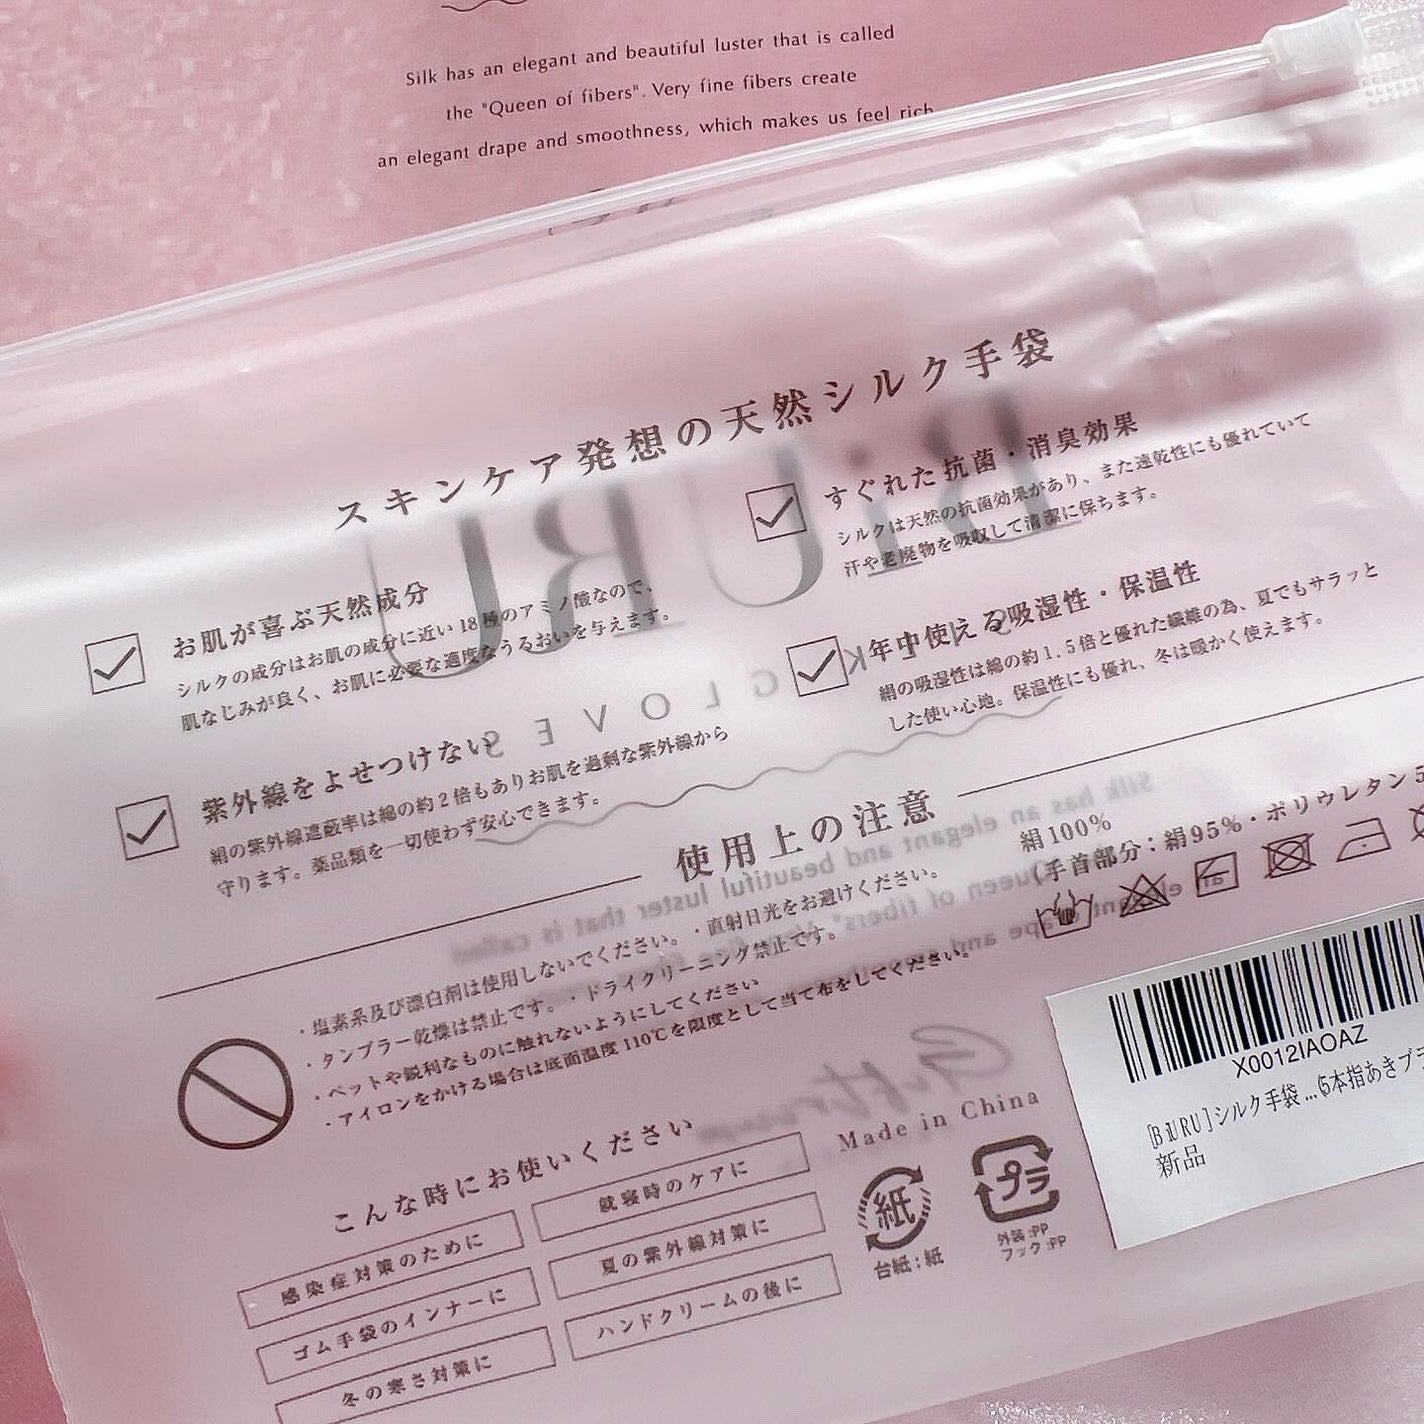 Silk has an elegant and beautiful luster that is called
the "Queen of fibers". Very fine fibers create
an elegant drape and smoothness, which makes us feel rich
スキンケア発想の天然シルク手袋
お肌が喜ぶ天然成分
シルクの成分はお肌の成分に近い18種のアミノ酸なので、
肌なじみが良く、お肌に必要な適度なうるおいを与えます。
紫外線をよせつけない
絹の紫外線遮蔽率は綿の約2倍もありお肌を過剰な紫外線から
守ります。薬品類を一切使わず安心できます。
すぐれた抗菌・消臭効果
シルクは天然の抗菌効果があり、また速乾性にも優れていて
汗や老廃物を吸収して清潔に保ちます。
年中使える吸湿性・保温性
絹の吸湿性は綿の約1.5倍と優れた繊維の為、夏でもサラッと
した使い心地。保温性にも優れ、冬は暖かく使えます。
BiURU
SILK GLOVES
使用上の注意
・塩素系及び漂白剤は使用しないでください。・直射日光をお避けください。
・タンブラー乾燥は禁止です。・ドライクリーニング禁止です。
・ペットや鋭利なものに触れないようにしてください
・アイロンをかける場合は底面温度110℃を限度として当て布をしてください。
絹100%
(手首部分：絹95%・ポリウレタン5
こんな時にお使いください
感染症対策のために
就寝時のケアに
ゴム手袋のインナーに
夏の紫外線対策に
冬の寒さ対策に
ハンドクリームの後に
Made in China
紙
台紙：紙
プラ
外装：PP
フック：PP
X0012IAOAZ
[BiURU]シルク手袋...(5本指あきブラ
新品